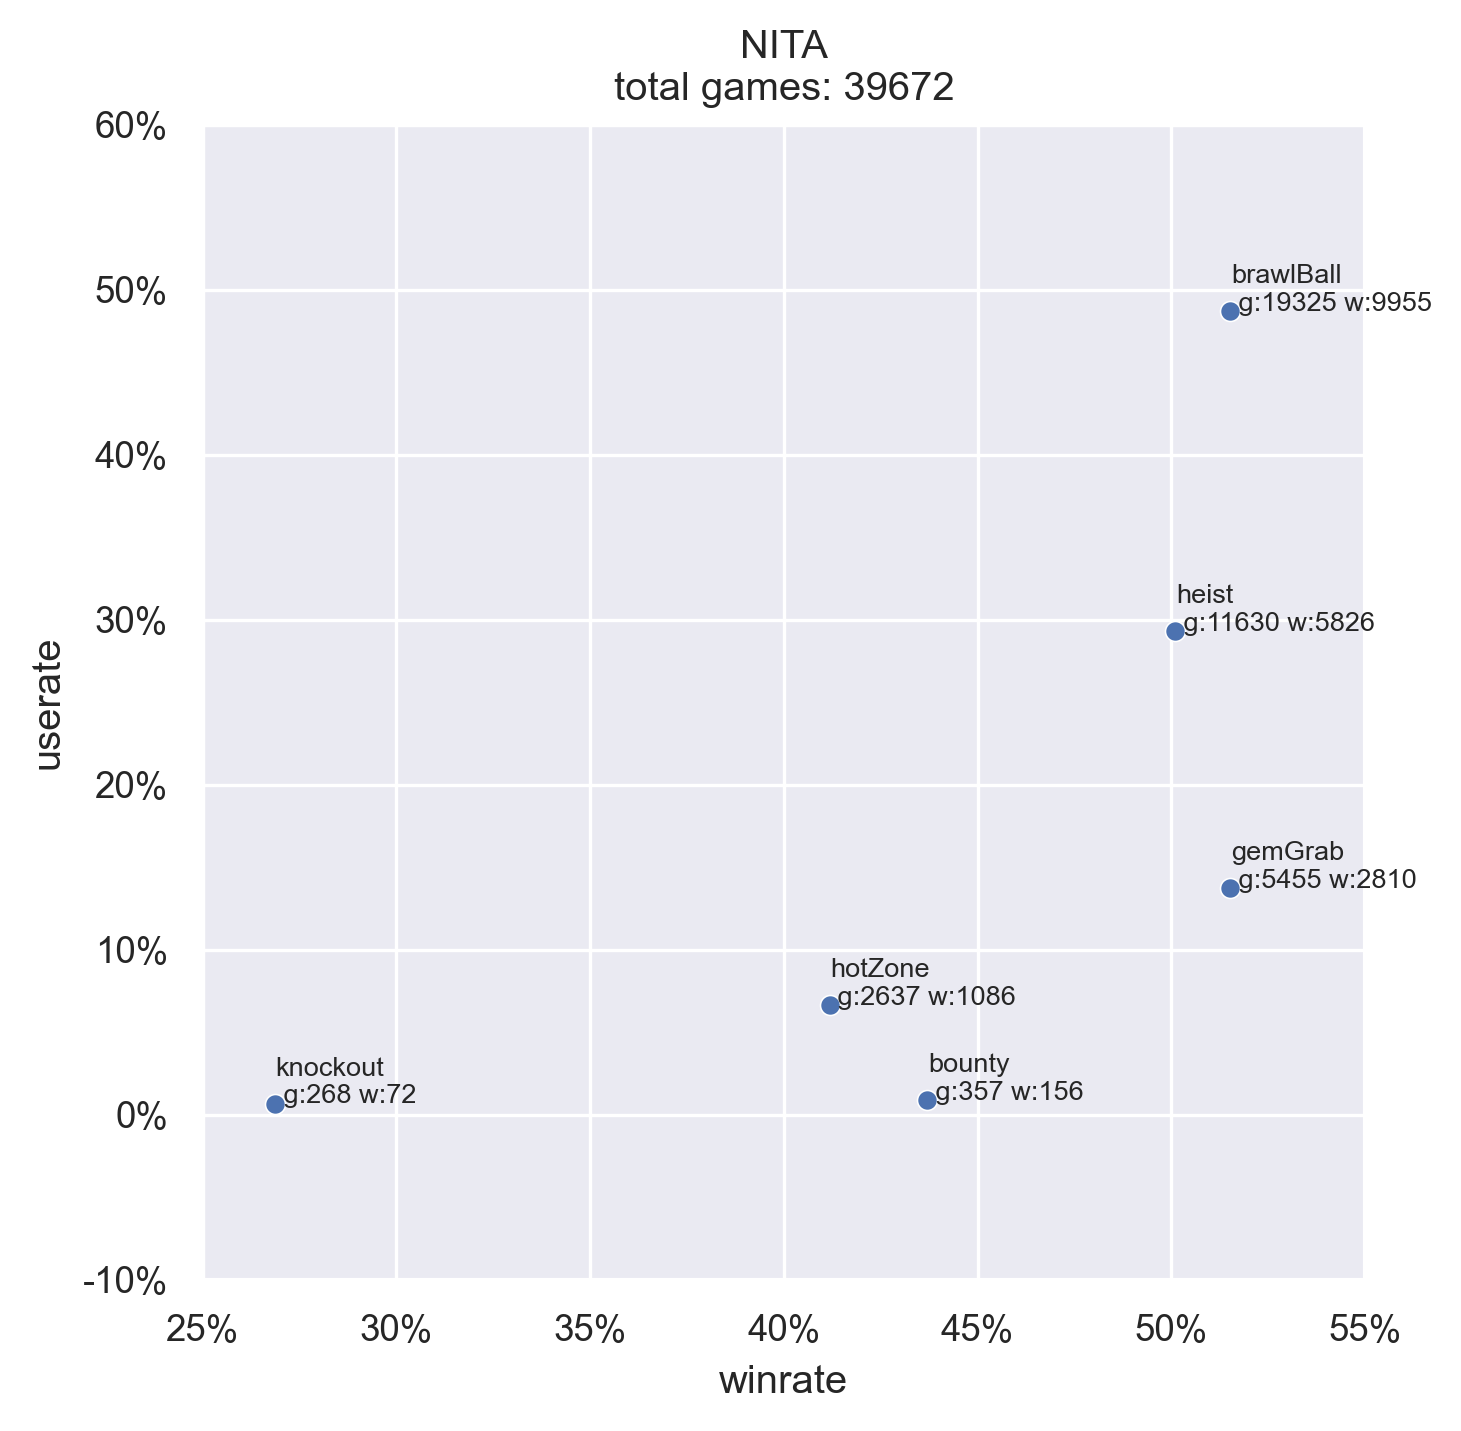 NITA
total games: 39672
60%
50%
40%
30%
20%
10%
0%
-10%
userate
brawlBall
g:19325 w:9955
heist
g:11630 w:5826
gemGrab
g:5455 w:2810
hotZone
g:2637 w:1086
knockout
g:268 w:72
bounty
g:357 w:156
25% 30% 35% 40% 45% 50% 55%
winrate